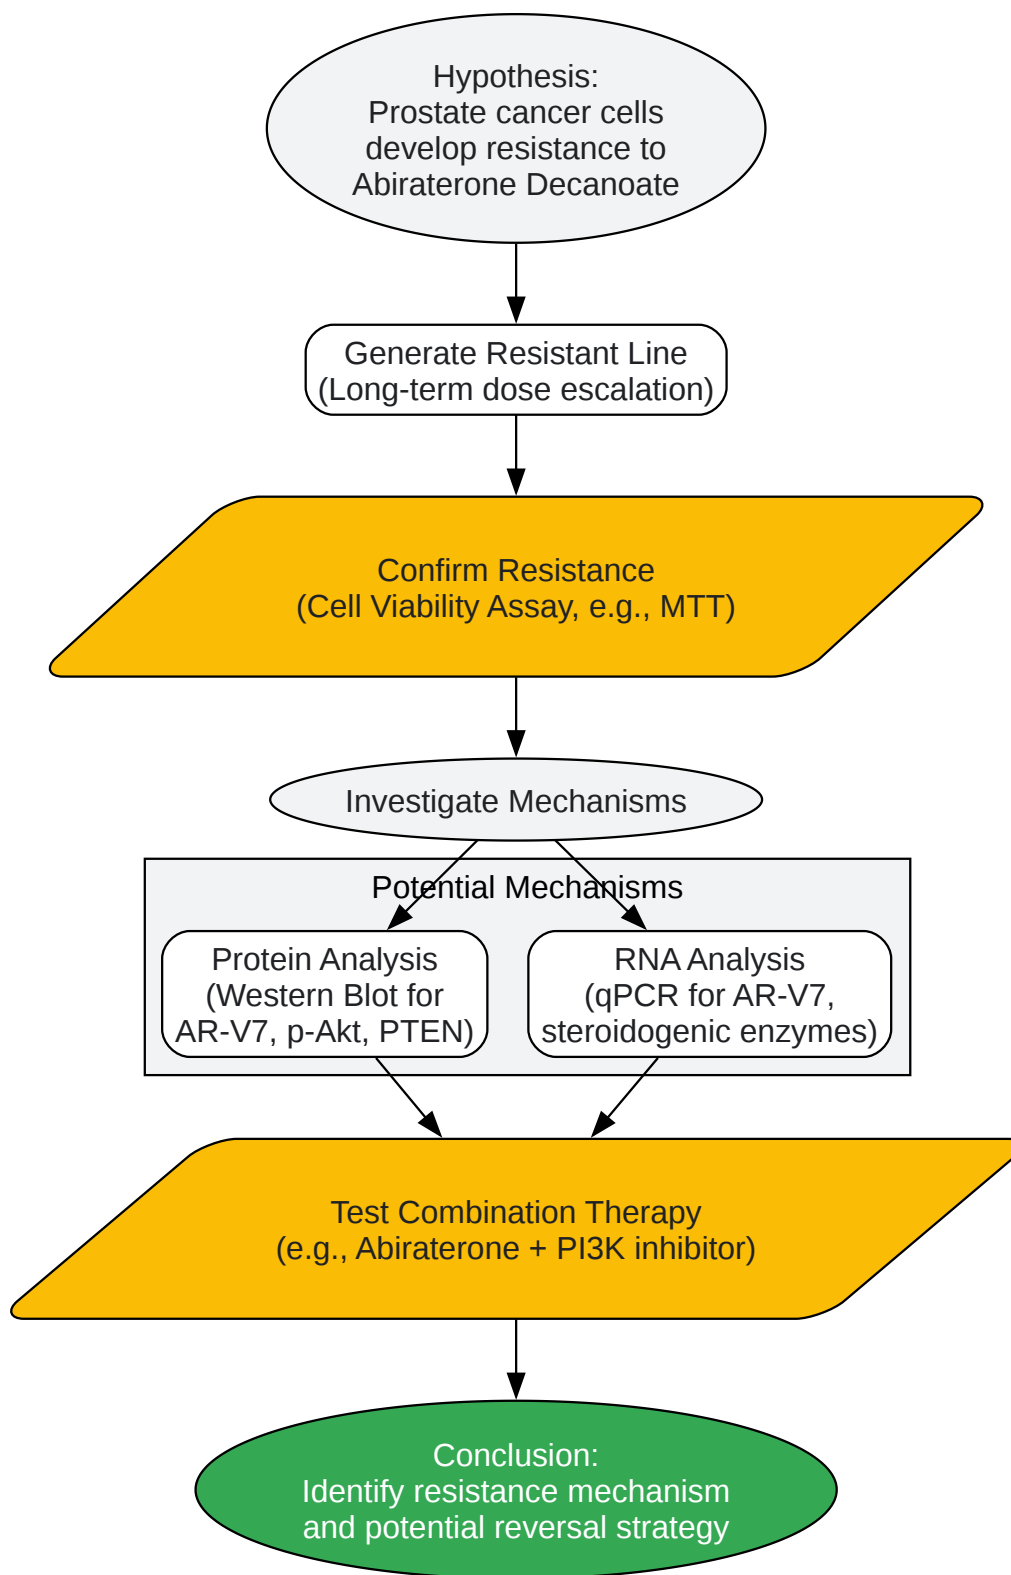 Hypothesis:
Prostate cancer cells
develop resistance to
Abiraterone Decanoate
Generate Resistant Line
(Long-term dose escalation)
Confirm Resistance
(Cell Viability Assay, e.g., MTT)
Investigate Mechanisms
Potential Mechanisms
Protein Analysis
(Western Blot for
AR-V7, p-Akt, PTEN)
RNA Analysis
(qPCR for AR-V7,
steroidogenic enzymes)
Test Combination Therapy
(e.g., Abiraterone + PI3K inhibitor)
Conclusion:
Identify resistance mechanism
and potential reversal strategy